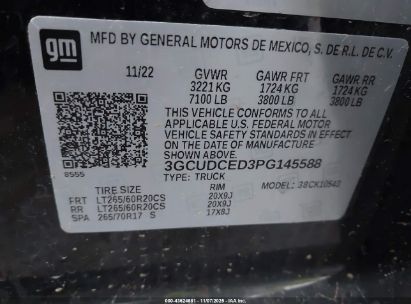 gm
MFD BY GENERAL MOTORS DE MEXICO, S. DE R.L. DE C.V.
11/22 GVWR GAWR FRT GAWR RR
3221 KG 1724 KG 1724 KG
7100 LB 3800 LB 3800 LB
THIS VEHICLE CONFORMS TO ALL
APPLICABLE U.S. FEDERAL MOTOR
VEHICLE SAFETY STANDARDS IN EFFECT
ON THE DATE OF MANUFACTURE
SHOWN ABOVE.
8555 3GCUDCED3PG145588
TYPE: TRUCK
TIRE SIZE RIM MODEL:
FRT LT265/60R20CS 20X9J
RR LT265/60R20CS 20X9J
SPA 265/70R17 S 17X8J